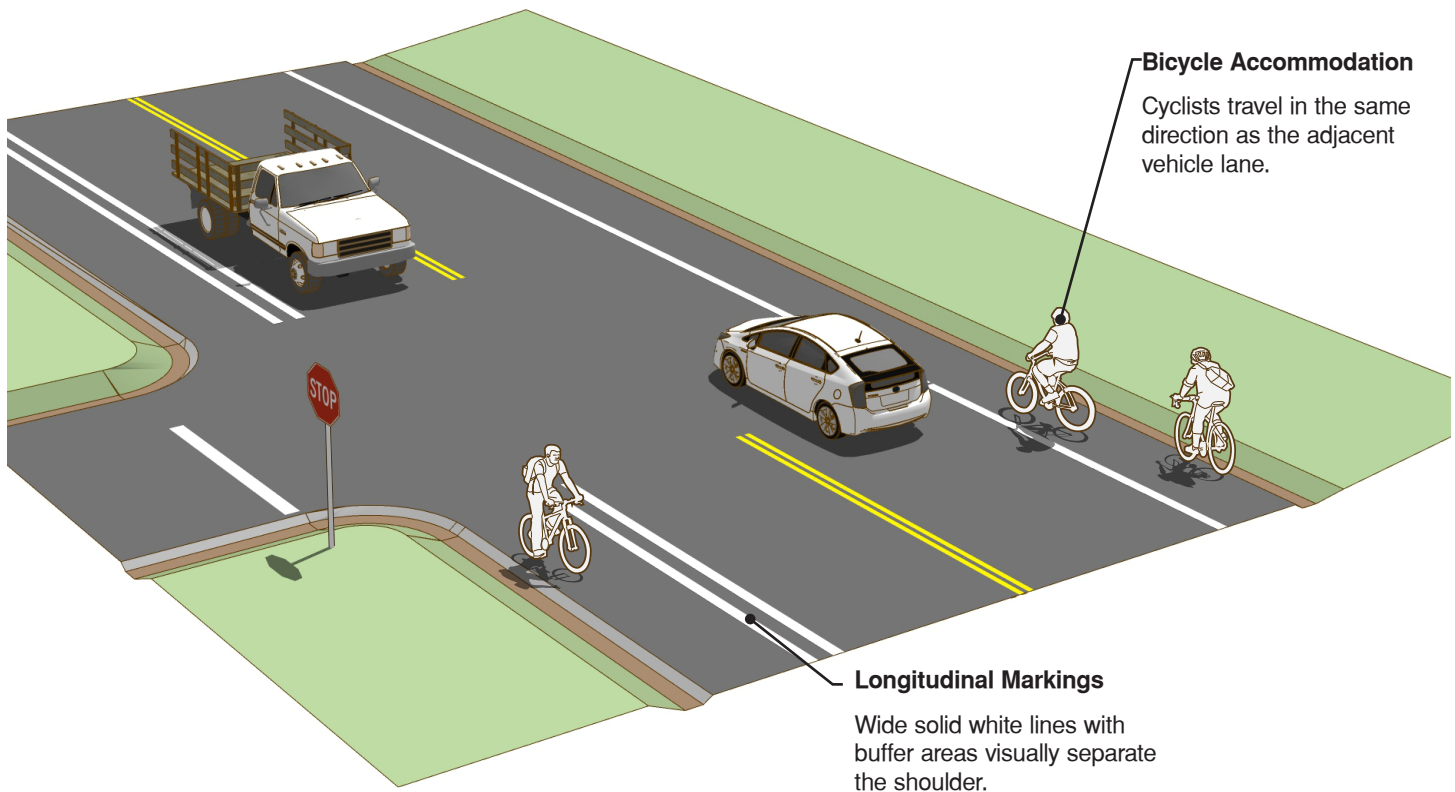 Bicycle Accommodation
Cyclists travel in the same
direction as the adjacent
vehicle lane.
STOP
Longitudinal Markings
Wide solid white lines with
buffer areas visually separate
the shoulder.